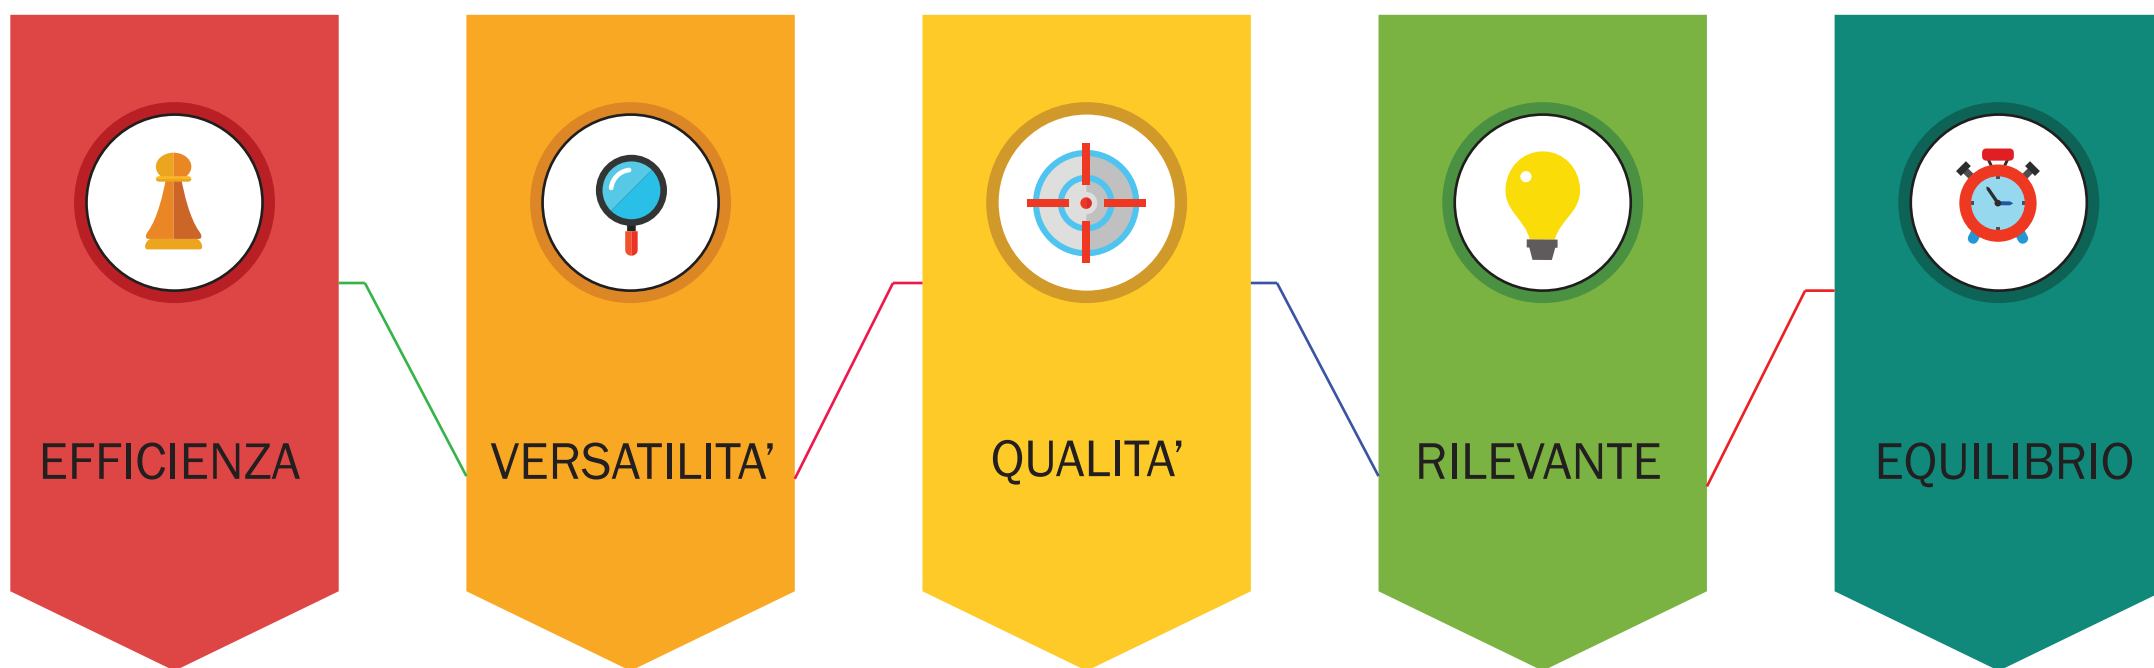 EFFICIENZA
VERSATILITA’
QUALITA’
RILEVANTE
EQUILIBRIO